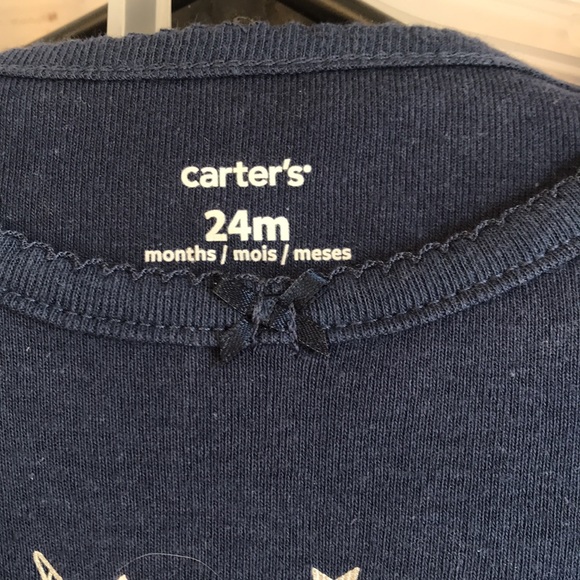 carter's®
24m
months / mois / meses